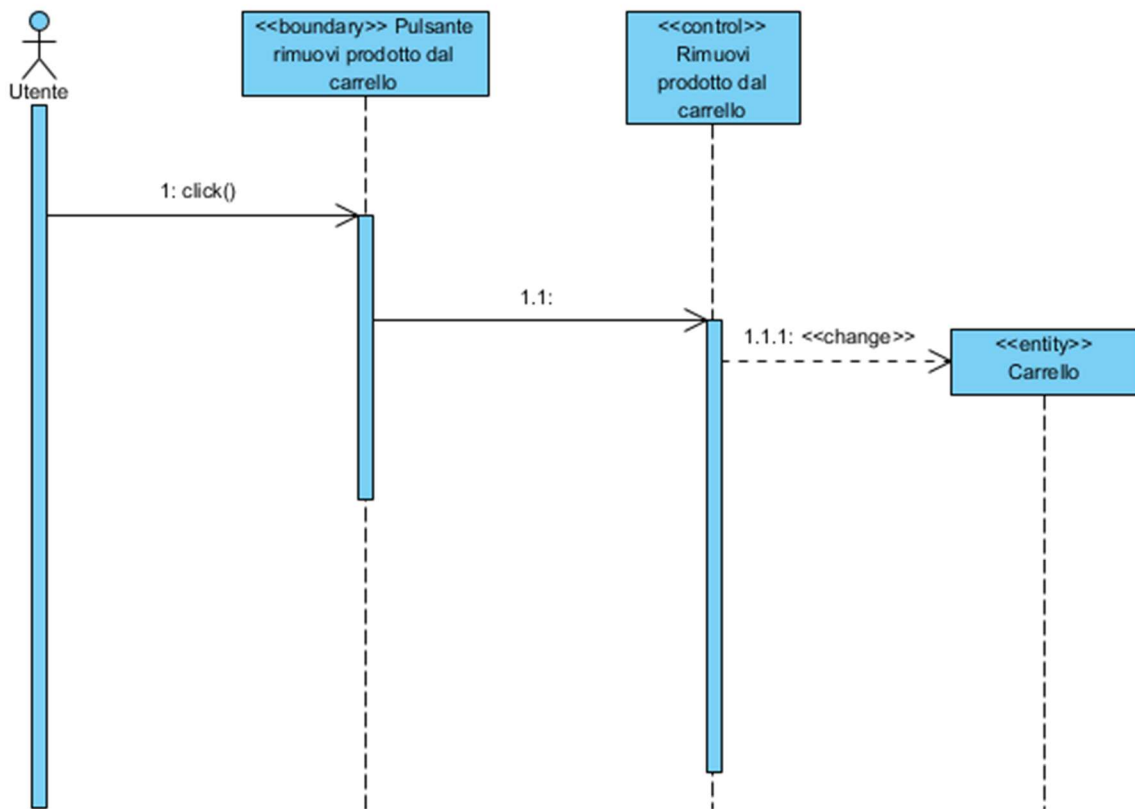 Utente
<<boundary>> Pulsante
rimuovi prodotto dal
carrello
<<control>>
Rimuovi
prodotto dal
carrello
1: click()
1.1:
1.1.1: <<change>>
<<entity>>
Carrello